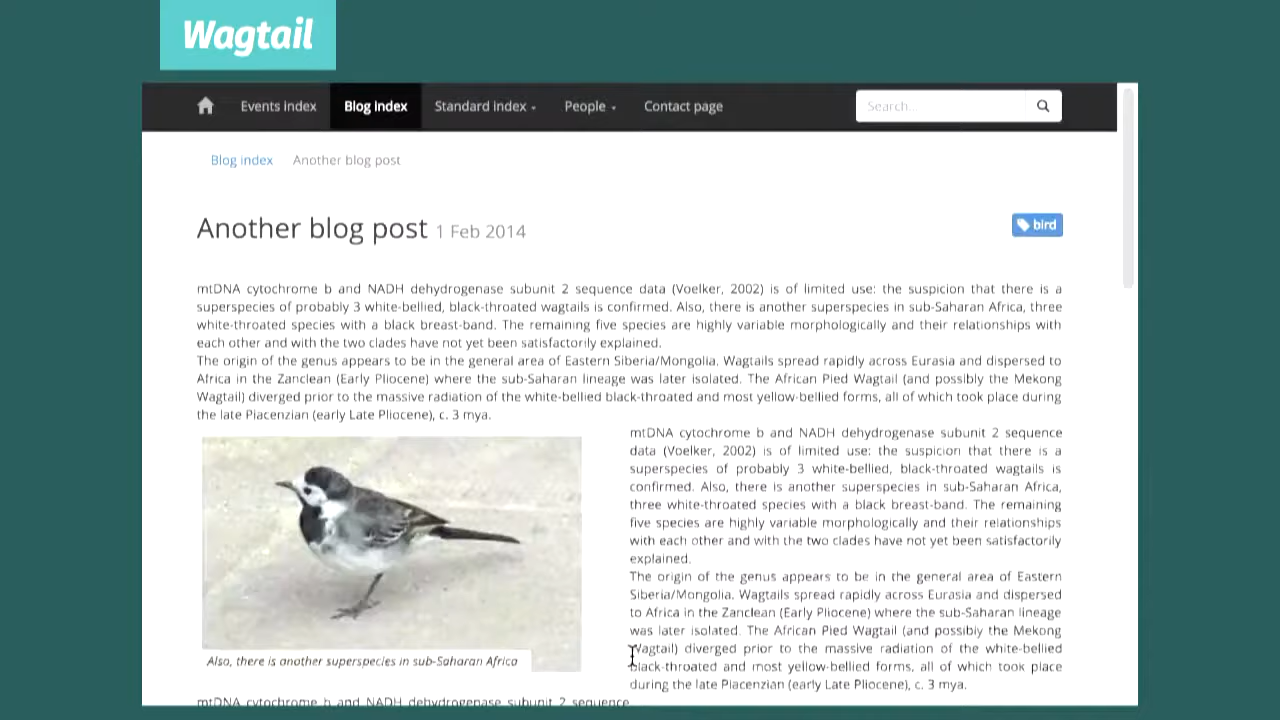 Wagtail
Events index
Blog index
Standard index
People
Contact page
Search...
Blog index
Another blog post
Another blog post 1 Feb 2014
bird
mtDNA cytochrome b and NADH dehydrogenase subunit 2 sequence data (Voelker, 2002) is of limited use: the suspicion that there is a
superspecies of probably 3 white-bellied, black-throated wagtails is confirmed. Also, there is another superspecies in sub-Saharan Africa, three
white-throated species with a black breast-band. The remaining five species are highly variable morphologically and their relationships with
each other and with the two clades have not yet been satisfactorily explained.
The origin of the genus appears to be in the general area of Eastern Siberia/Mongolia. Wagtails spread rapidly across Eurasia and dispersed to
Africa in the Zanclean (Early Pliocene) where the sub-Saharan lineage was later isolated. The African Pied Wagtail (and possibly the Mekong
Wagtail) diverged prior to the massive radiation of the white-bellied black-throated and most yellow-bellied forms, all of which took place during
the late Piacenzian (early Late Pliocene), c. 3 mya.
mtDNA cytochrome b and NADH dehydrogenase subunit 2 sequence
data (Voelker, 2002) is of limited use: the suspicion that there is a
superspecies of probably 3 white-bellied, black-throated wagtails is
confirmed. Also, there is another superspecies in sub-Saharan Africa,
three white-throated species with a black breast-band. The remaining
five species are highly variable morphologically and their relationships
with each other and with the two clades have not yet been satisfactorily
explained.
The origin of the genus appears to be in the general area of Eastern
Siberia/Mongolia. Wagtails spread rapidly across Eurasia and dispersed
to Africa in the Zanclean (Early Pliocene) where the sub-Saharan lineage
was later isolated. The African Pied Wagtail (and possibly the Mekong
Wagtail) diverged prior to the massive radiation of the white-bellied
black-throated and most yellow-bellied forms, all of which took place
during the late Piacenzian (early Late Pliocene), c. 3 mya.
Also, there is another superspecies in sub-Saharan Africa
mtDNA cytochrome b and NADH dehydrogenase subunit 2 sequence